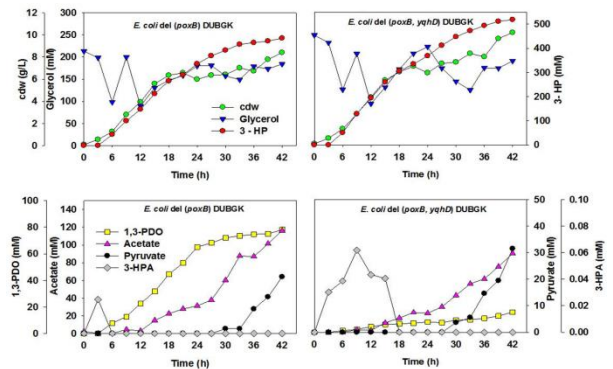 E. coli del (poxB) DUBGK
cdw (g/L)
Glycerol (mM)
12
10
8
6
4
2
0
300
250
200
150
100
50
0
cdw
Glycerol
3 - HP
0 6 12 18 24 30 36 42
Time (h)
E. coli del (poxB, yqhD) DUBGK
500
400
300
200
100
0
3- HP (mM)
0 6 12 18 24 30 36 42
Time (h)
E. coli del (poxB) DUBGK
1,3-PDO (mM)
Acetate (mM)
100
80
60
40
20
0
140
120
100
80
60
40
20
0
1,3-PDO
Acetate
Pyruvate
3-HPA
0 6 12 18 24 30 36 42
Time (h)
E. coli del (poxB, yqhD) DUBGK
50
40
30
20
10
0
Pyrurate (mM)
0.10
0.08
0.06
0.04
0.02
0.00
3-HPA (mM)
0 6 12 18 24 30 36 42
Time (h)